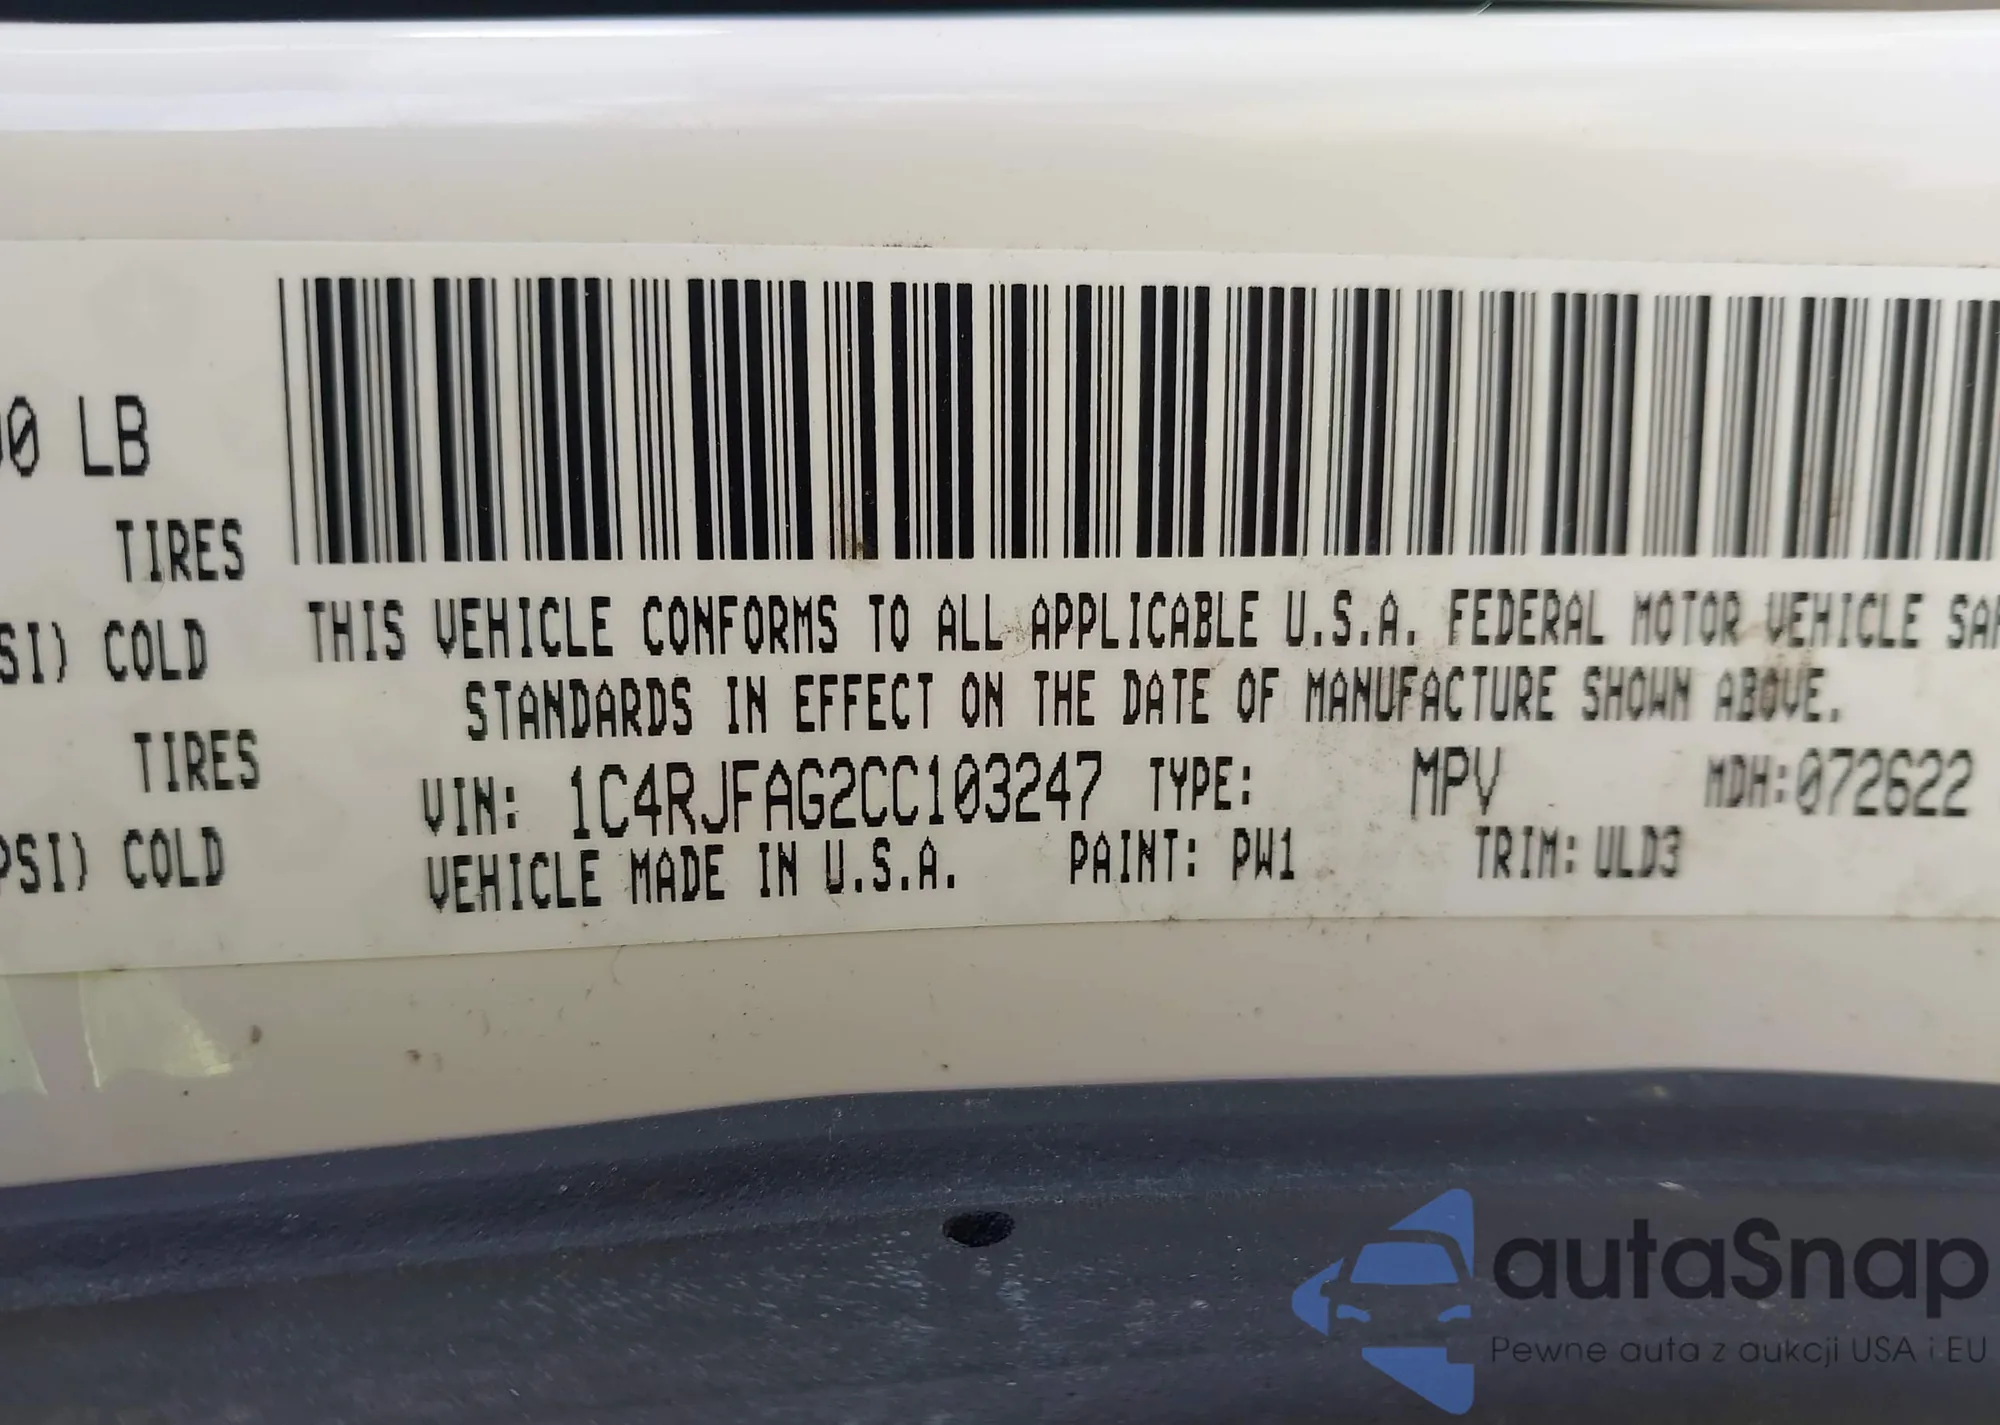 00 LB
TIRES
SI) COLD
TIRES
PSI) COLD
THIS VEHICLE CONFORMS TO ALL APPLICABLE U.S.A. FEDERAL MOTOR VEHICLE SAF
STANDARDS IN EFFECT ON THE DATE OF MANUFACTURE SHOWN ABOVE.
VIN: 1C4RJFAG2CC103247 TYPE: MPV MDH:072622
VEHICLE MADE IN U.S.A. PAINT: PW1 TRIM: ULD3
autaSnap
Pewne auta z aukcji USA i EU